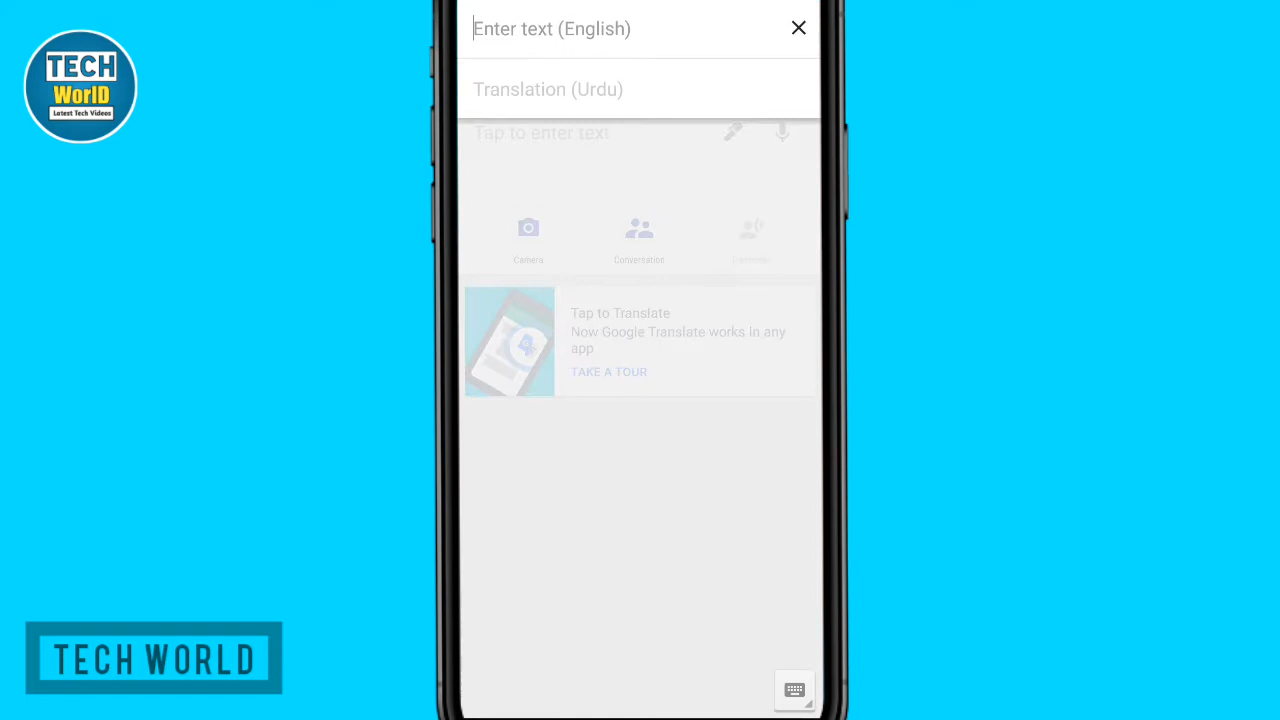 TECH
WorlD
Latest Tech Videos
Enter text (English)
Translation (Urdu)
Tap to enter text
Camera
Conversation
Tap to Translate
Now Google Translate works in any
app
TAKE A TOUR
TECH WORLD